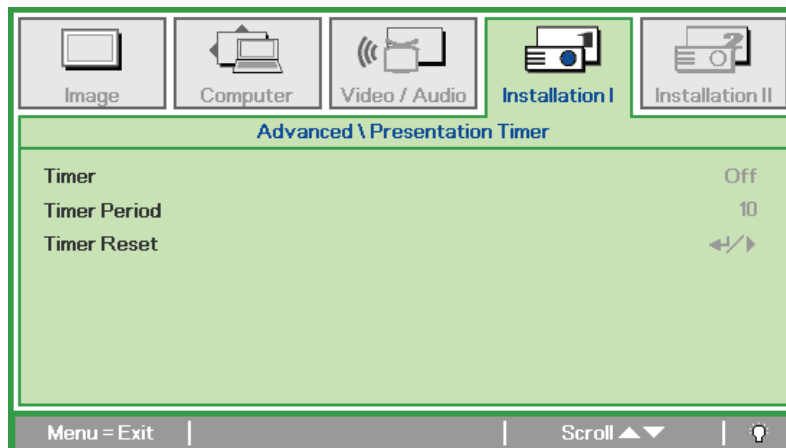 Image Computer Video / Audio Installation I Installation II
Advanced \ Presentation Timer
Timer Off
Timer Period 10
Timer Reset ↵/▶
Menu = Exit Scroll ▲▼